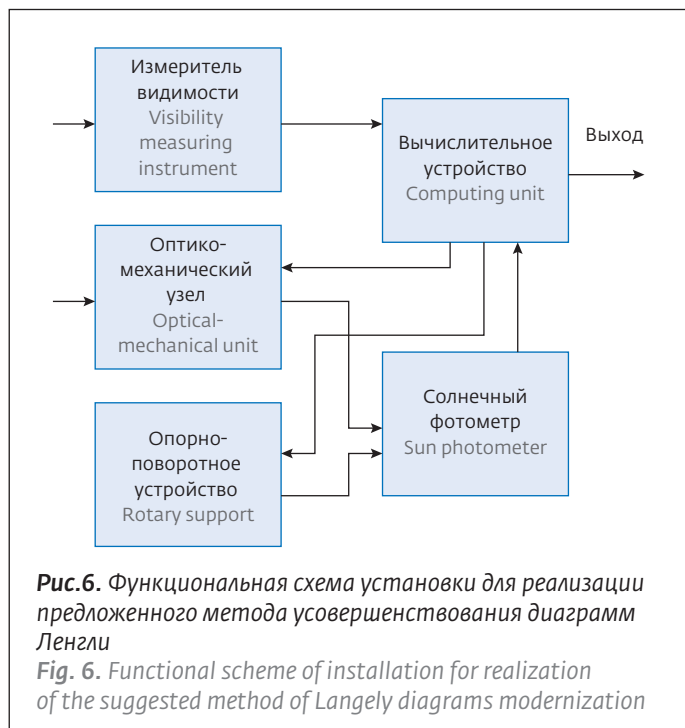 Измеритель
видимости
Visibility
measuring
instrument
Вычислительное
устройство
Computing unit
Выход
Оптико-
механический
узел
Optical-
mechanical unit
Солнечный
фотометр
Sun photometer
Опорно-
поворотное
устройство
Rotary support
Рис.6. Функциональная схема установки для реализации
предложенного метода усовершенствования диаграмм
Ленгли
Fig. 6. Functional scheme of installation for realization
of the suggested method of Langely diagrams modernization